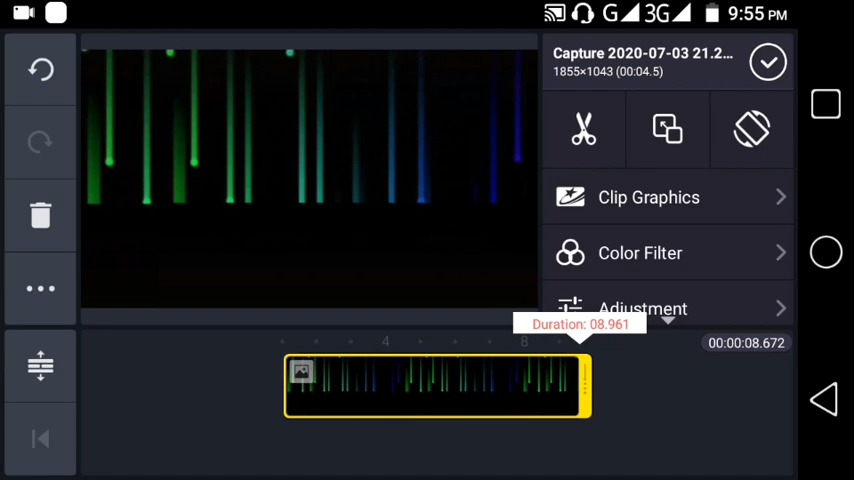 G 3G 9:55 PM
Capture 2020-07-03 21.2...
1855×1043 (00:04.5)
Clip Graphics
Color Filter
Adjustment
Duration: 08.961
4 8 00:00:08.672